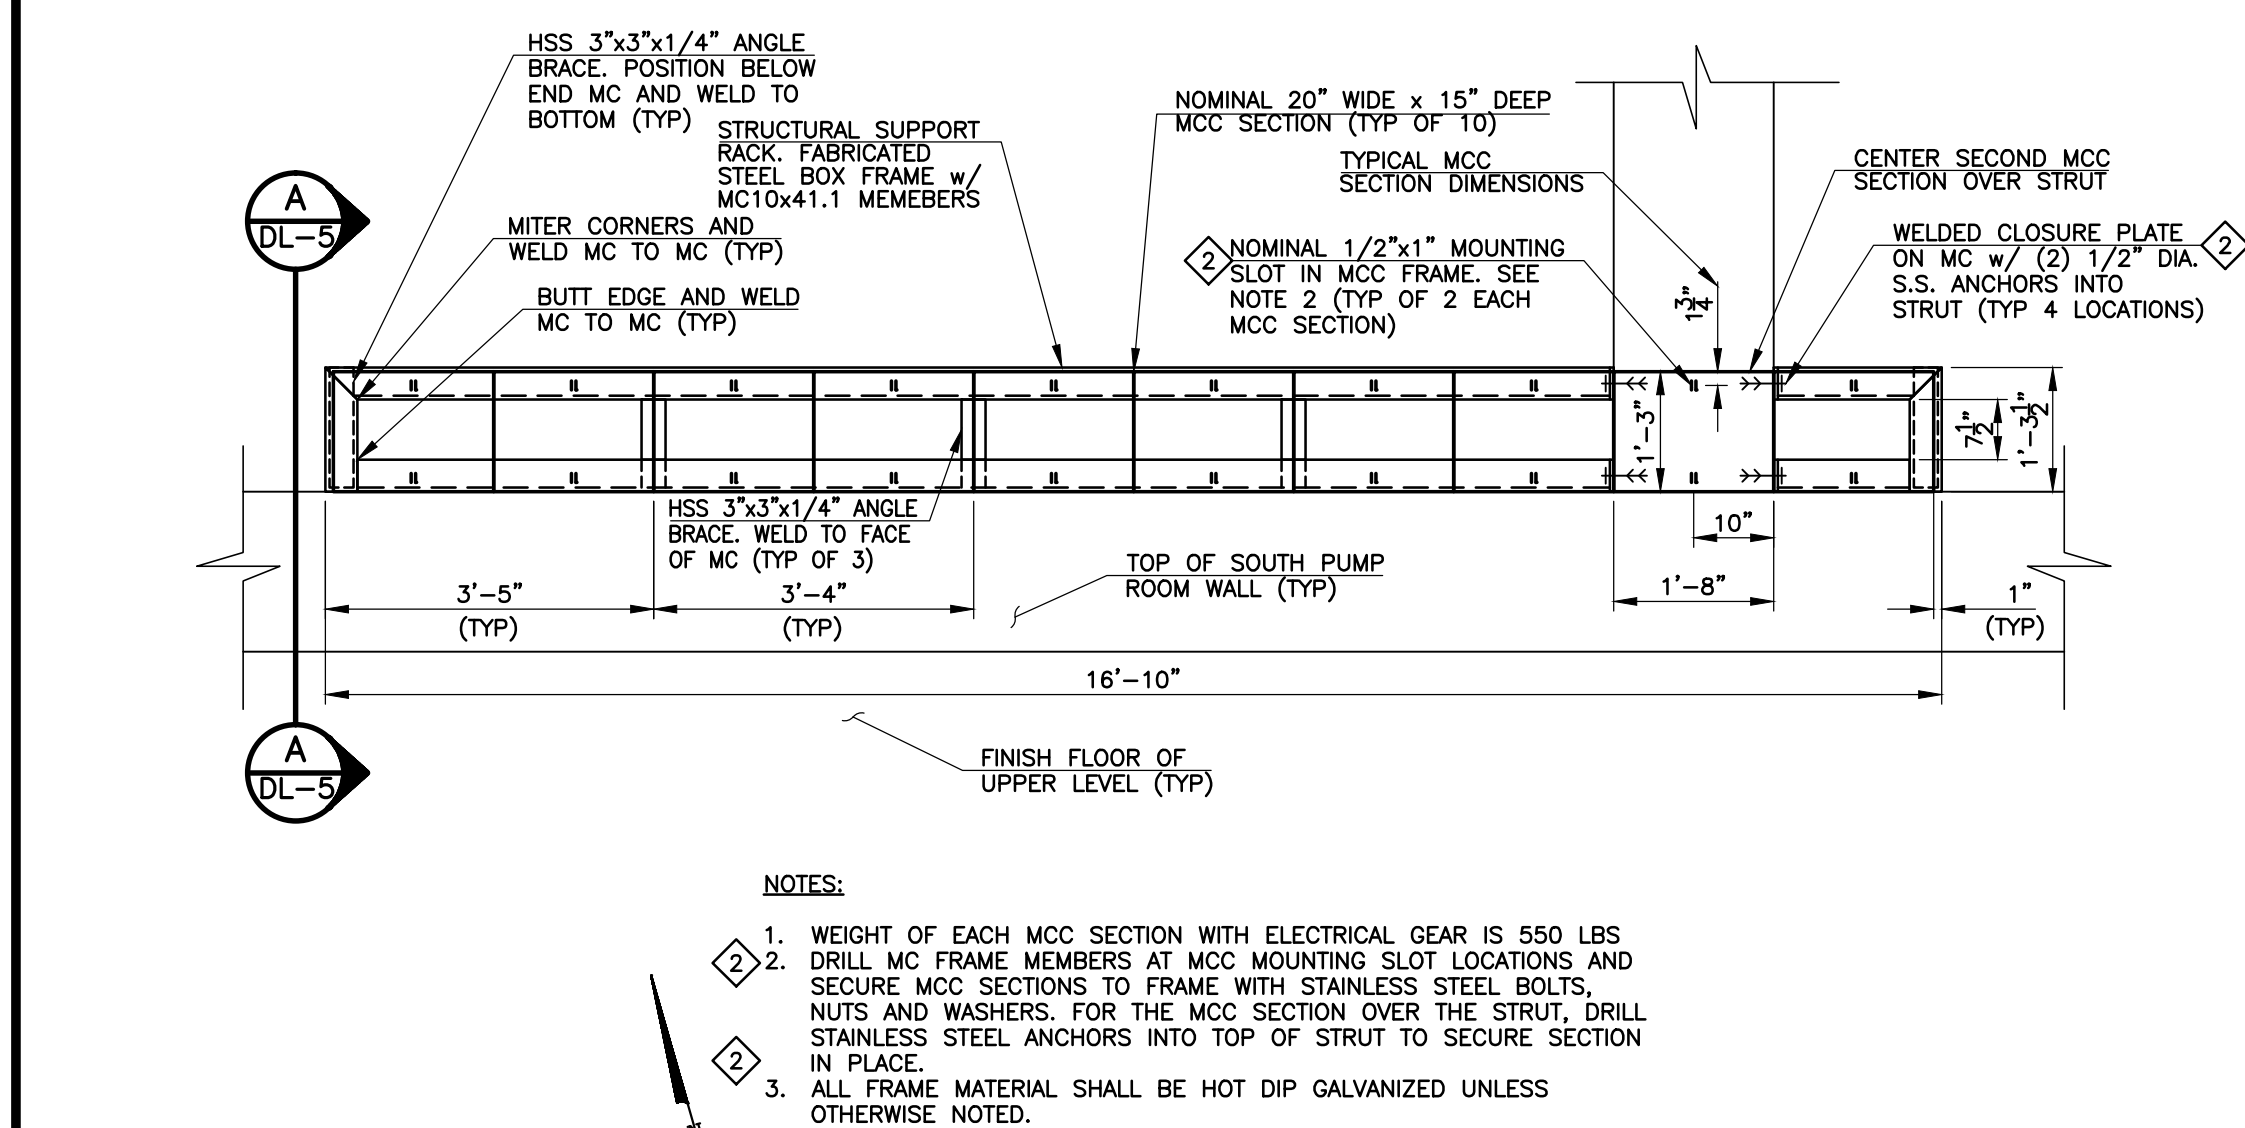 HSS 3"x3"x1/4" ANGLE
BRACE. POSITION BELOW
END MC AND WELD TO
BOTTOM (TYP)
STRUCTURAL SUPPORT
RACK. FABRICATED
STEEL BOX FRAME w/
MC10x41.1 MEMEBERS
MITER CORNERS AND
WELD MC TO MC (TYP)
BUTT EDGE AND WELD
MC TO MC (TYP)
NOMINAL 20" WIDE x 15" DEEP
MCC SECTION (TYP OF 10)
TYPICAL MCC
SECTION DIMENSIONS
2
NOMINAL 1/2"x1" MOUNTING
SLOT IN MCC FRAME. SEE
NOTE 2 (TYP OF 2 EACH
MCC SECTION)
CENTER SECOND MCC
SECTION OVER STRUT
WELDED CLOSURE PLATE
ON MC w/ (2) 1/2" DIA.
S.S. ANCHORS INTO
STRUT (TYP 4 LOCATIONS)
2
A
DL-5
1 3/4"
1'-3"
7 1/2"
1'-3 1/2"
HSS 3"x3"x1/4" ANGLE
BRACE. WELD TO FACE
OF MC (TYP OF 3)
10"
TOP OF SOUTH PUMP
ROOM WALL (TYP)
3'-5"
(TYP)
3'-4"
(TYP)
1'-8"
1"
(TYP)
16'-10"
A
DL-5
FINISH FLOOR OF
UPPER LEVEL (TYP)
NOTES:
1. WEIGHT OF EACH MCC SECTION WITH ELECTRICAL GEAR IS 550 LBS
2 2. DRILL MC FRAME MEMBERS AT MCC MOUNTING SLOT LOCATIONS AND
SECURE MCC SECTIONS TO FRAME WITH STAINLESS STEEL BOLTS,
NUTS AND WASHERS. FOR THE MCC SECTION OVER THE STRUT, DRILL
STAINLESS STEEL ANCHORS INTO TOP OF STRUT TO SECURE SECTION
2 IN PLACE.
3. ALL FRAME MATERIAL SHALL BE HOT DIP GALVANIZED UNLESS
OTHERWISE NOTED.